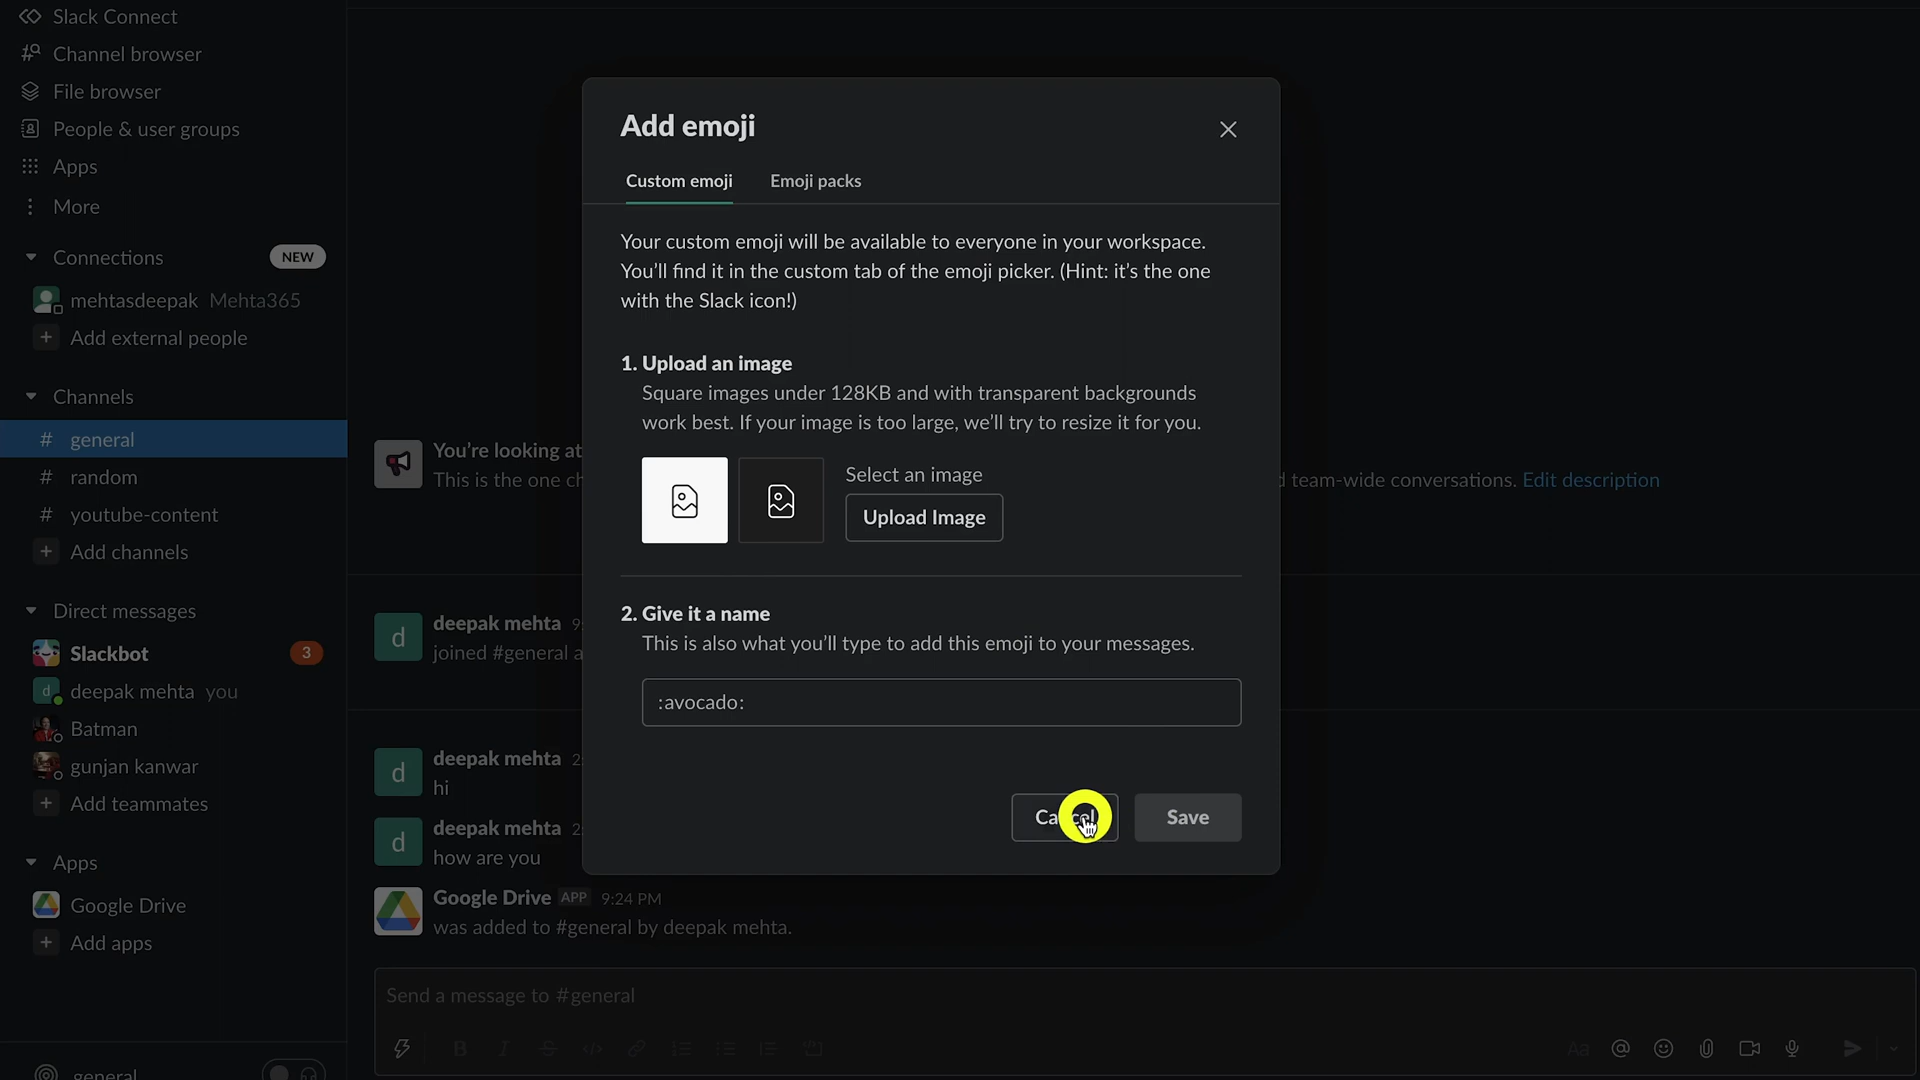 Slack Connect
Channel browser
File browser
People & user groups
Apps
More
Connections NEW
mehtasdeepak Mehta365
Add external people
Channels
# general
# random
# youtube-content
Add channels
Direct messages
Slackbot 3
d deepak mehta you
Batman
gunjan kanwar
Add teammates
Apps
Google Drive
Add apps
general
Add emoji
Custom emoji Emoji packs
Your custom emoji will be available to everyone in your workspace.
You'll find it in the custom tab of the emoji picker. (Hint: it's the one
with the Slack icon!)
1. Upload an image
Square images under 128KB and with transparent backgrounds
work best. If your image is too large, we'll try to resize it for you.
Select an image
Upload Image
2. Give it a name
This is also what you'll type to add this emoji to your messages.
:avocado:
Cancel Save
You're looking at
This is the one team-wide conversations. Edit description
d deepak mehta
joined #general
d deepak mehta
hi
d deepak mehta
how are you
Google Drive APP 9:24 PM
was added to #general by deepak mehta.
Send a message to #general
B I S Aa @